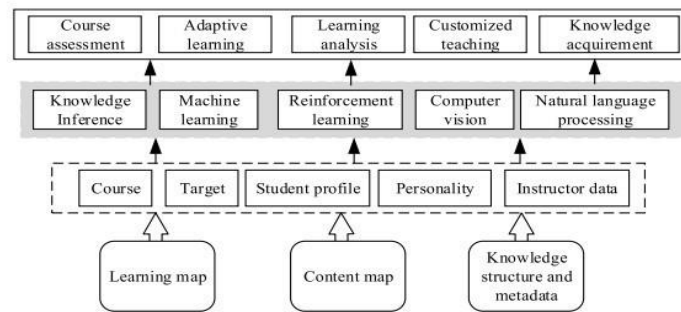 Course
assessment
Adaptive
learning
Learning
analysis
Customized
teaching
Knowledge
acquirement
Knowledge
Inference
Machine
learning
Reinforcement
learning
Computer
vision
Natural language
processing
Course
Target
Student profile
Personality
Instructor data
Learning map
Content map
Knowledge
structure and
metadata